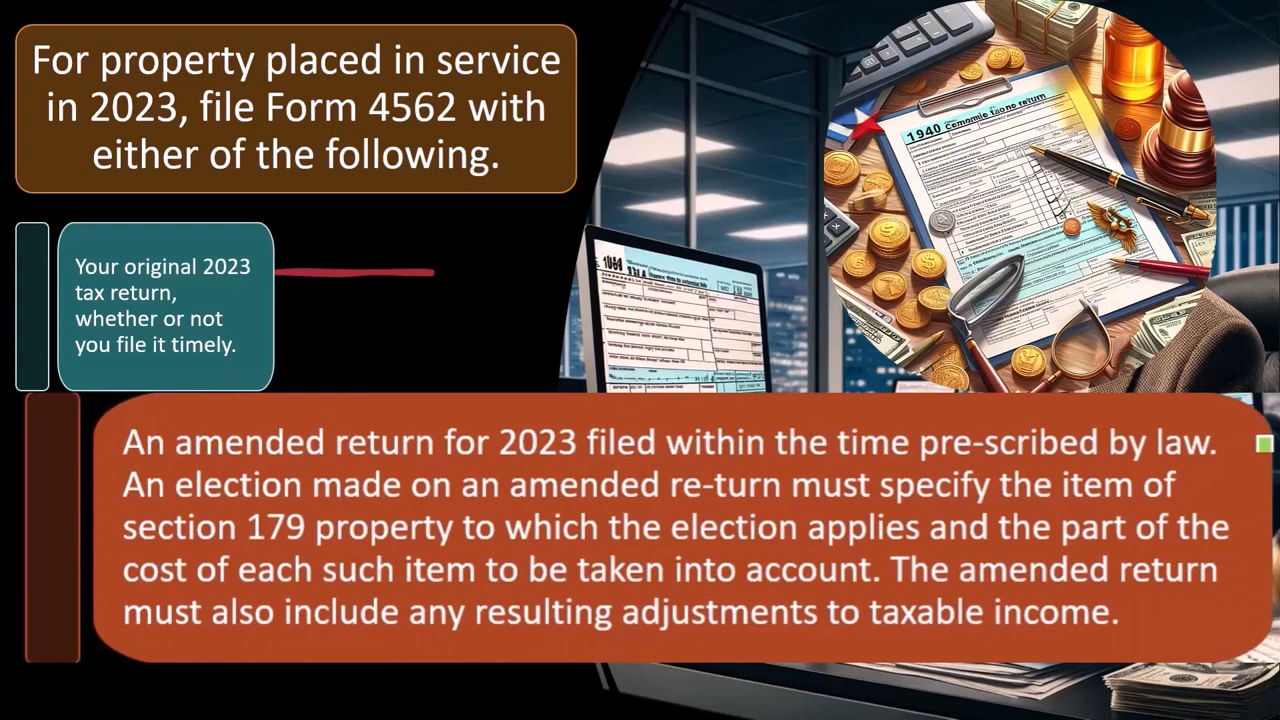 For property placed in service
in 2023, file Form 4562 with
either of the following.
Your original 2023
tax return,
whether or not
you file it timely.
An amended return for 2023 filed within the time pre-scribed by law.
An election made on an amended re-turn must specify the item of
section 179 property to which the election applies and the part of the
cost of each such item to be taken into account. The amended return
must also include any resulting adjustments to taxable income.
1940